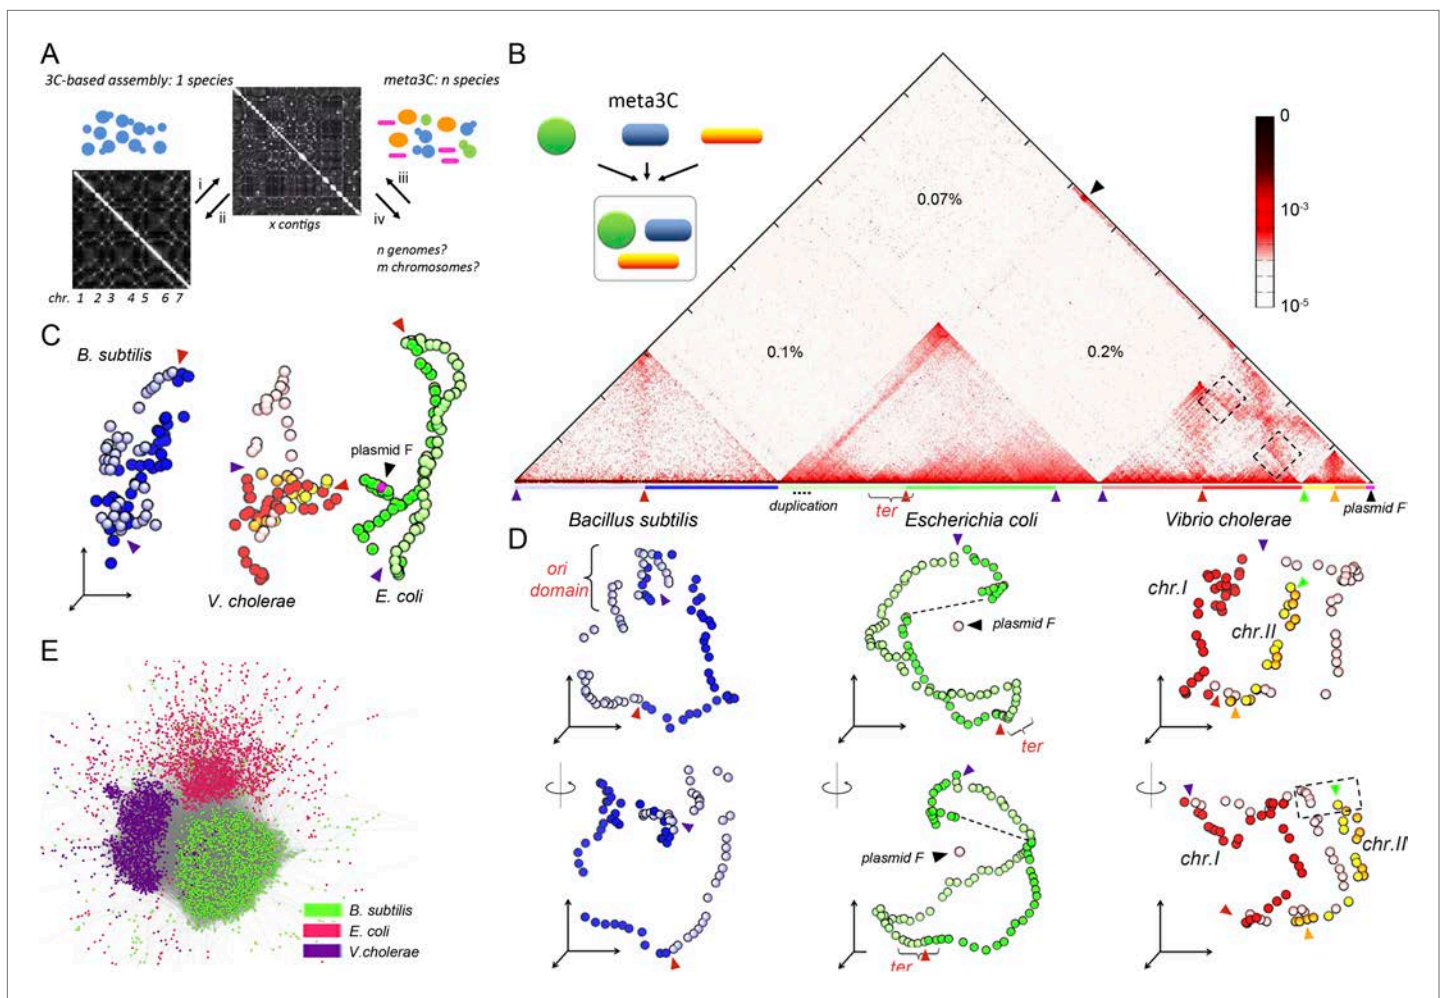 A
3C-based assembly: 1 species
meta3C: n species
i
ii
iii
iv
x contigs
n genomes?
m chromosomes?
chr. 1 2 3 4 5 6 7
B
meta3C
0.07%
0.1%
0.2%
0
10-3
10-5
duplication
ter
plasmid F
Bacillus subtilis
Escherichia coli
Vibrio cholerae
C
B. subtilis
plasmid F
V. cholerae
E. coli
D
ori
domain
plasmid F
ter
chr.I
chr.II
plasmid F
ter
chr.I
chr.II
E
B. subtilis
E. coli
V.cholerae